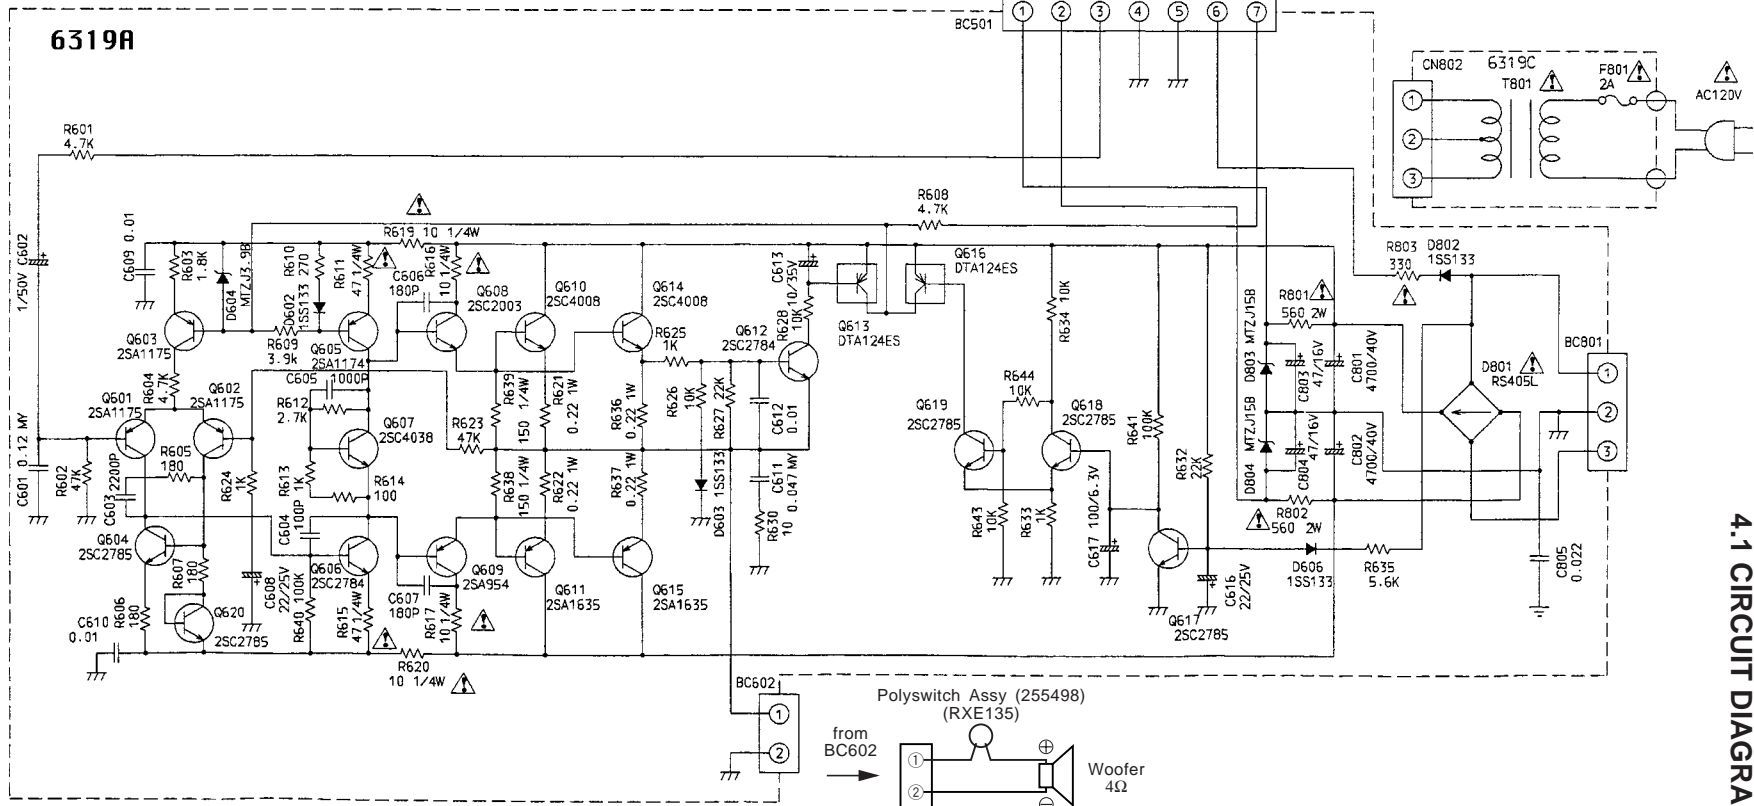 6319A
BC501
1 2 3 4 5 6 7
CN802
6319C
T801
F801
2A
AC120V
1
2
3
R601
4.7K
1/50V C602
C609 0.01
R603
1.8K
D604
MTZJ3.9B
R610
270
D602
1SS133
R611
47 1/4W
R619 10 1/4W
C606
180P
R616
10 1/4W
Q608
2SC2003
Q610
2SC4008
Q614
2SC4008
R608
4.7K
C613
10/35V
R628
10K
Q616
DTA124ES
Q613
DTA124ES
R634 10K
R803
330
D802
1SS133
R801
560 2W
Q603
2SA1175
R609
3.9k
Q605
2SA1174
C605
1000P
R604
4.7K
Q602
2SA1175
Q601
2SA1175
R612
2.7K
Q607
2SC4038
R623
47K
R639
150 1/4W
R621
0.22 1W
R636
0.22 1W
R625
1K
Q612
2SC2784
R626
10K
R627 22K
C612
0.01
R644
10K
Q619
2SC2785
Q618
2SC2785
R641
100K
R632
22K
D803 MTZJ15B
C803
47/16V
C801
4700/40V
D801
RS405L
BC801
1
2
3
C601 0.12 MY
R602
47K
C603 2200P
R605
180
R624
1K
R613
1K
R614
100
C604
100P
R638
150 1/4W
R622
0.22 1W
R637
0.22 1W
D603 1SS133
C611
0.047 MY
R630
10
R643
10K
R633
1K
C617 100/6.3V
D804 MTZJ15B
C804
47/16V
C802
4700/40V
R802
560 2W
Q604
2SC2785
R607
180
R606
180
Q620
2SC2785
C608
22/25V
Q606
2SC2784
R640
100K
R615
47 1/4W
C607
180P
R617
10 1/4W
Q609
2SA954
Q611
2SA1635
Q615
2SA1635
Q617
2SC2785
C616
22/25V
D606
1SS133
R635
5.6K
C805
0.022
C610
0.01
R620
10 1/4W
BC602
1
2
from
BC602
Polyswitch Assy (255498)
(RXE135)
1
2
Woofer
4Ω
4.1 CIRCUIT DIAGRA